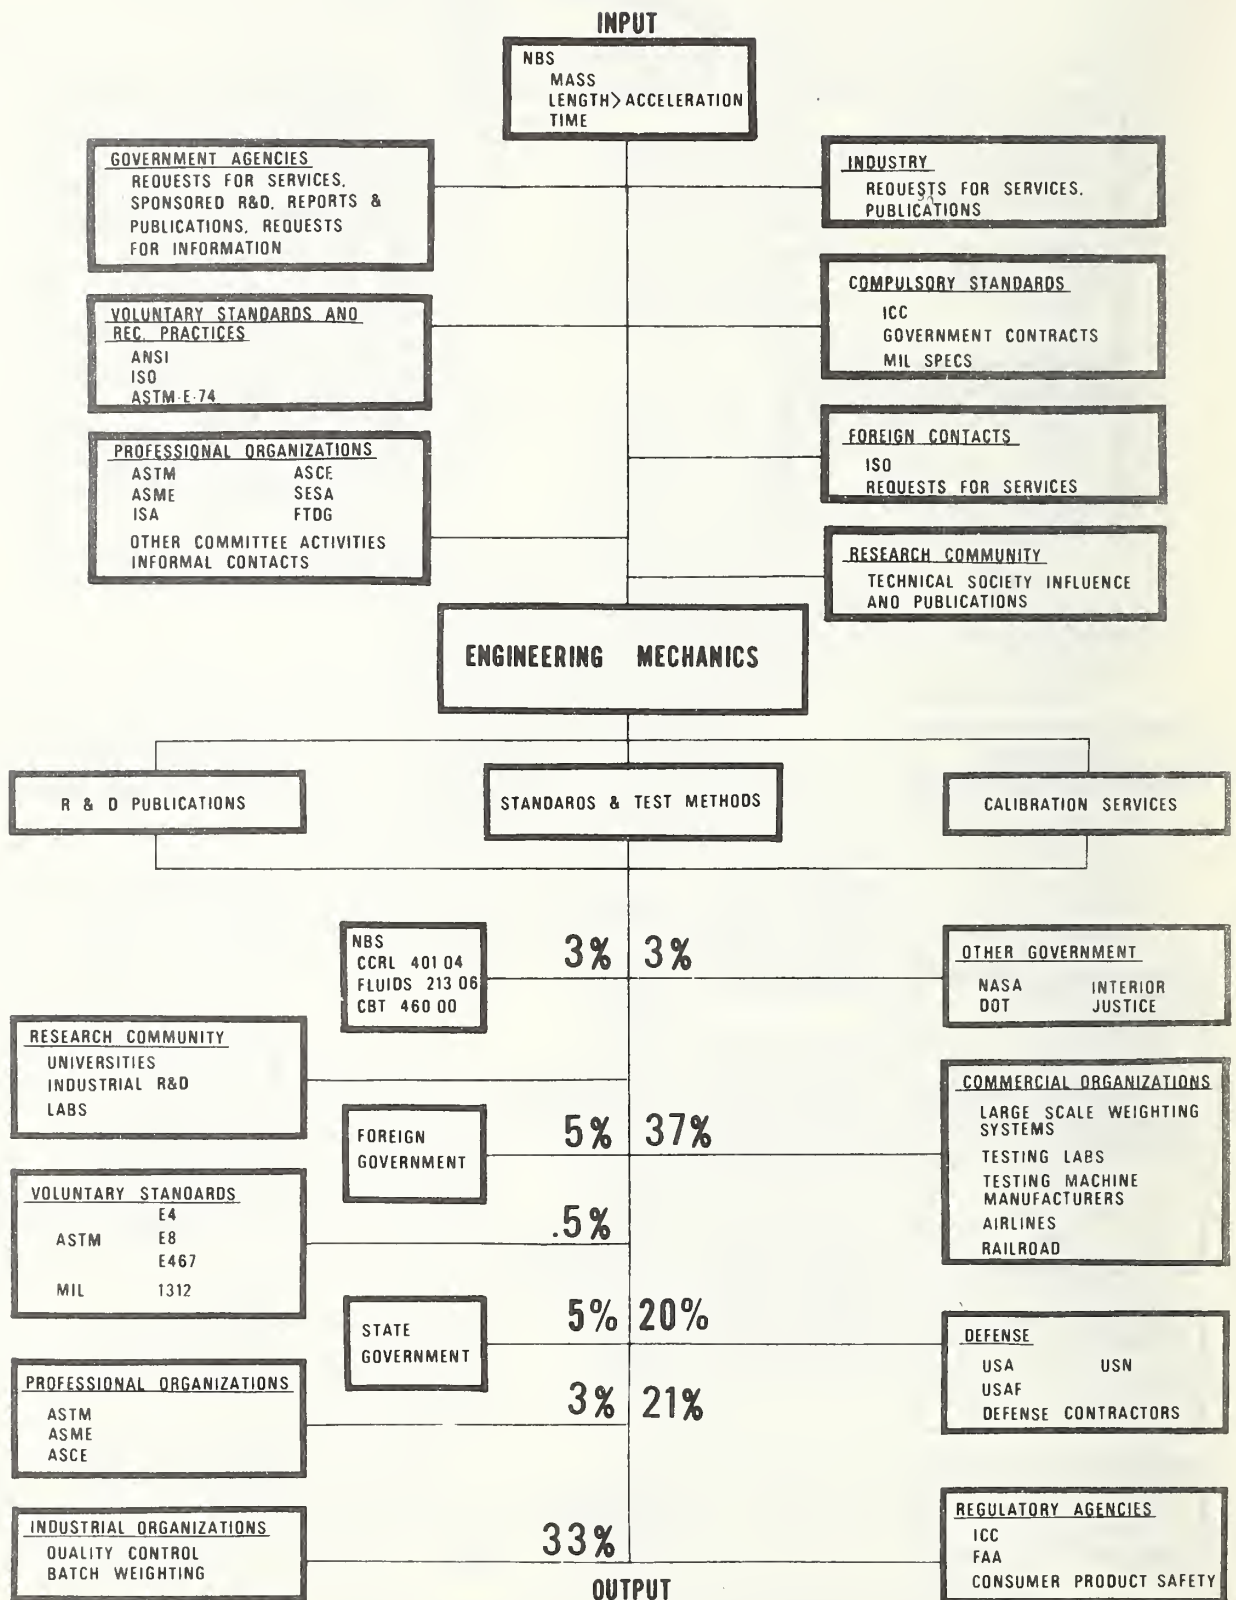 INPUT
NBS
MASS
LENGTH>ACCELERATION
TIME
GOVERNMENT AGENCIES
REQUESTS FOR SERVICES,
SPONSORED R&D, REPORTS &
PUBLICATIONS, REQUESTS
FOR INFORMATION
INDUSTRY
REQUESTS FOR SERVICES,
PUBLICATIONS
VOLUNTARY STANDARDS AND
REC. PRACTICES
ANSI
ISO
ASTM-E-74
COMPULSORY STANDARDS
ICC
GOVERNMENT CONTRACTS
MIL SPECS
PROFESSIONAL ORGANIZATIONS
ASTM ASCE
ASME SESA
ISA FTDG
OTHER COMMITTEE ACTIVITIES
INFORMAL CONTACTS
FOREIGN CONTACTS
ISO
REQUESTS FOR SERVICES
RESEARCH COMMUNITY
TECHNICAL SOCIETY INFLUENCE
AND PUBLICATIONS
ENGINEERING MECHANICS
R & D PUBLICATIONS
STANDARDS & TEST METHODS
CALIBRATION SERVICES
NBS
CCRL 401 04
FLUIDS 213 06
CBT 460 00
3% 3%
OTHER GOVERNMENT
NASA INTERIOR
DOT JUSTICE
RESEARCH COMMUNITY
UNIVERSITIES
INDUSTRIAL R&D
LABS
FOREIGN
GOVERNMENT
5% 37%
COMMERCIAL ORGANIZATIONS
LARGE SCALE WEIGHTING
SYSTEMS
TESTING LABS
TESTING MACHINE
MANUFACTURERS
AIRLINES
RAILROAD
VOLUNTARY STANDARDS
E4
ASTM E8
E467
MIL 1312
.5%
STATE
GOVERNMENT
5% 20%
DEFENSE
USA USN
USAF
DEFENSE CONTRACTORS
PROFESSIONAL ORGANIZATIONS
ASTM
ASME
ASCE
3% 21%
INDUSTRIAL ORGANIZATIONS
QUALITY CONTROL
BATCH WEIGHTING
33%
REGULATORY AGENCIES
ICC
FAA
CONSUMER PRODUCT SAFETY
OUTPUT